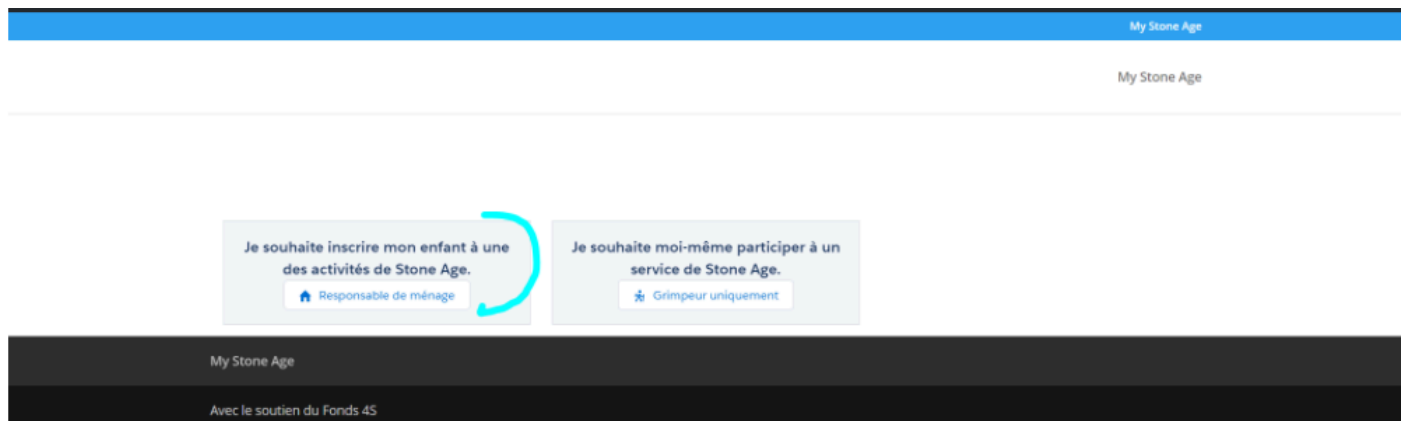 My Stone Age
My Stone Age
Je souhaite inscrire mon enfant à une
des activités de Stone Age.
Responsable de ménage
Je souhaite moi-même participer à un
service de Stone Age.
Grimpeur uniquement
My Stone Age
Avec le soutien du Fonds 4S